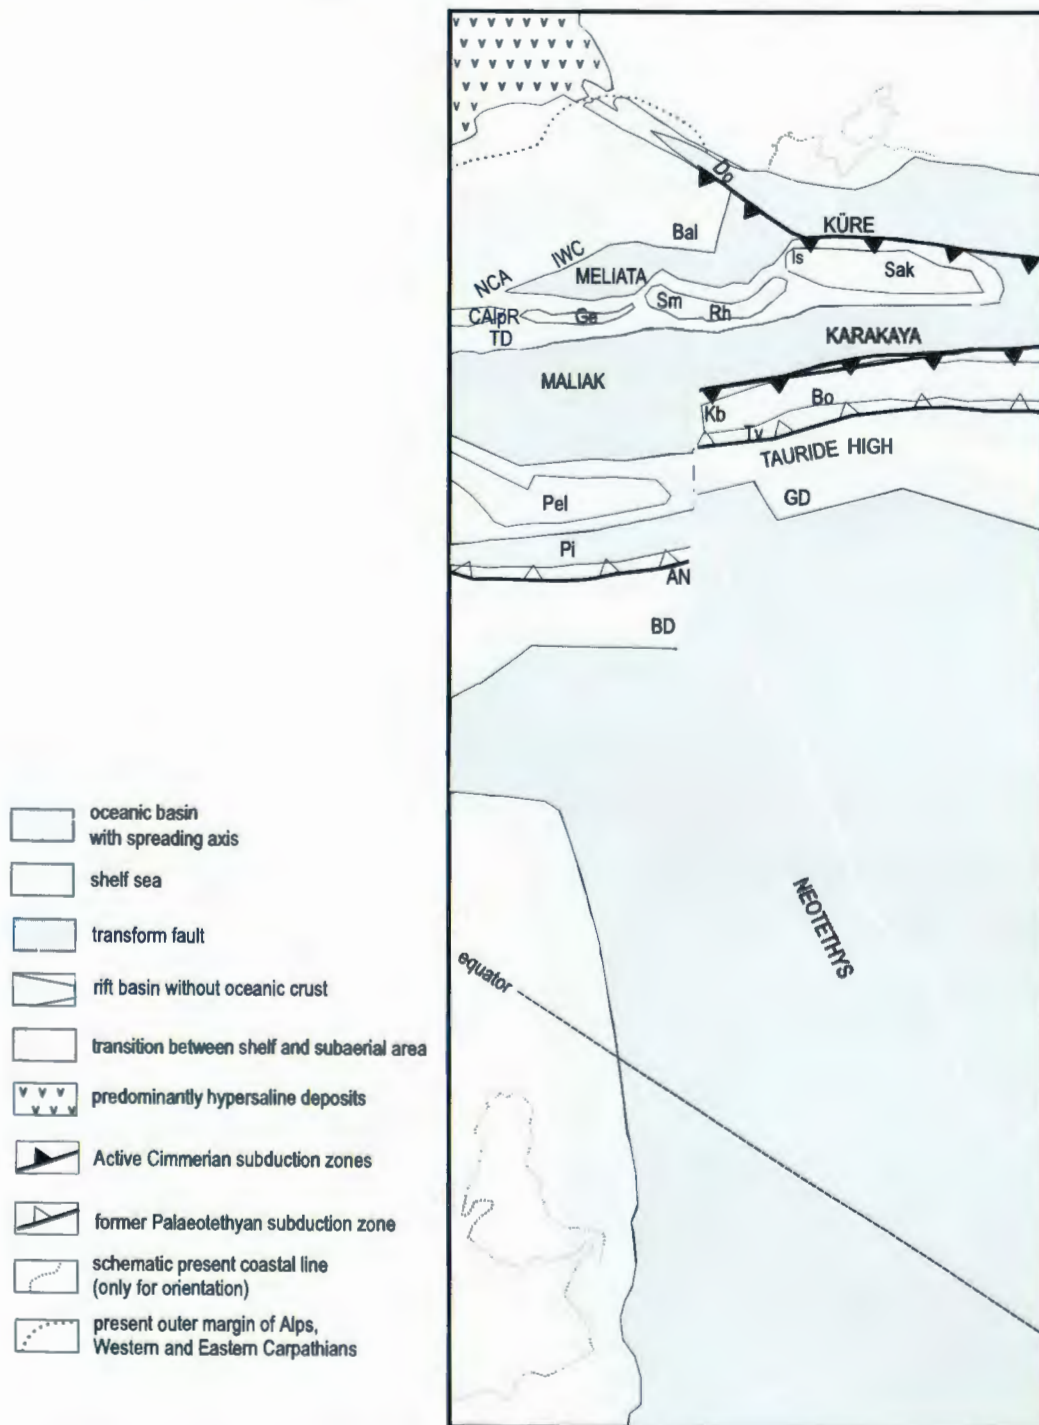 Do
KÜRE
Bal
IWC
Is
Sak
NCA
MELIATA
Sm
Rh
CAlpR
Ge
TD
KARAKAYA
MALIAK
Kb
Bo
Tv
TAURIDE HIGH
Pel
GD
Pi
AN
BD
NEOTETHYS
equator
oceanic basin
with spreading axis
shelf sea
transform fault
rift basin without oceanic crust
transition between shelf and subaerial area
predominantly hypersaline deposits
Active Cimmerian subduction zones
former Palaeotethyan subduction zone
schematic present coastal line
(only for orientation)
present outer margin of Alps,
Western and Eastern Carpathians